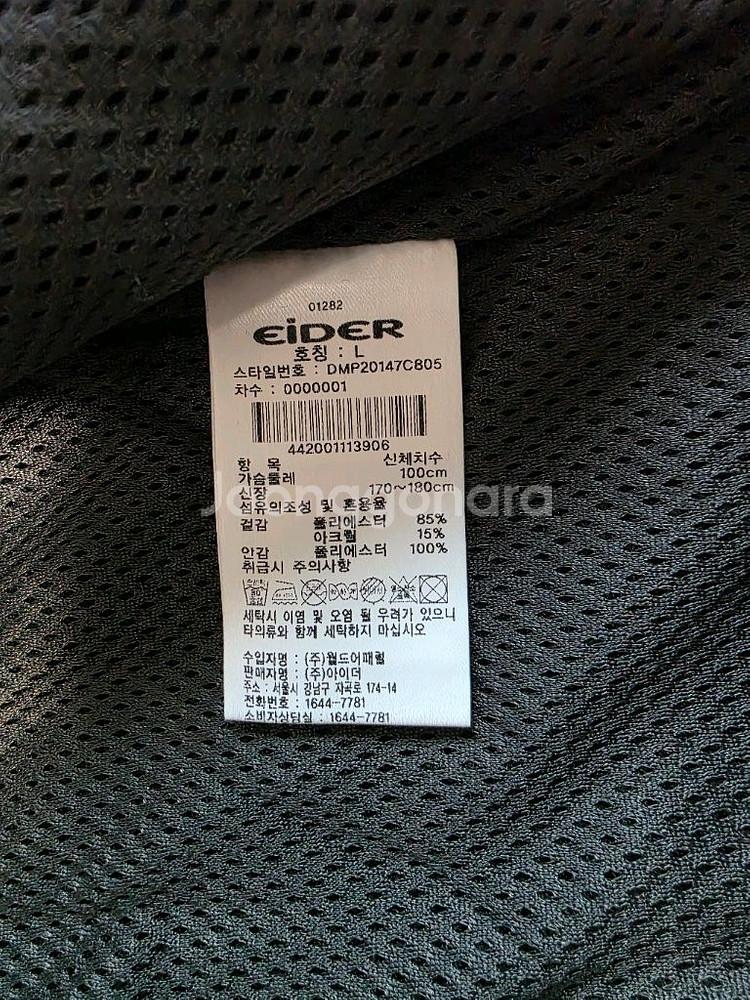 01282
EiDER
호칭 : L
스타일번호 : DMP20147C805
차수 : 0000001
442001113906
항 목 신체치수
가슴둘레 100cm
신장 170~180cm
섬유의조성 및 혼용율
겉감 폴리에스터 85%
아크릴 15%
안감 폴리에스터 100%
취급시 주의사항
세탁시 이염 및 오염 될 우려가 있으니
타의류와 함께 세탁하지 마십시오
수입자명 : (주)월드어패럴
판매자명 : (주)아이더
주소 : 서울시 강남구 자곡로 174-14
전화번호 : 1644-7781
소비자상담실 : 1644-7781
Joonggonara